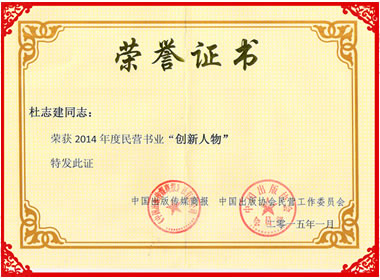 荣誉证书
杜志建同志：
荣获 2014 年度民营书业“创新人物”
特发此证
中国出版传媒商报 中国出版协会民营工作委员会
二〇一五年一月